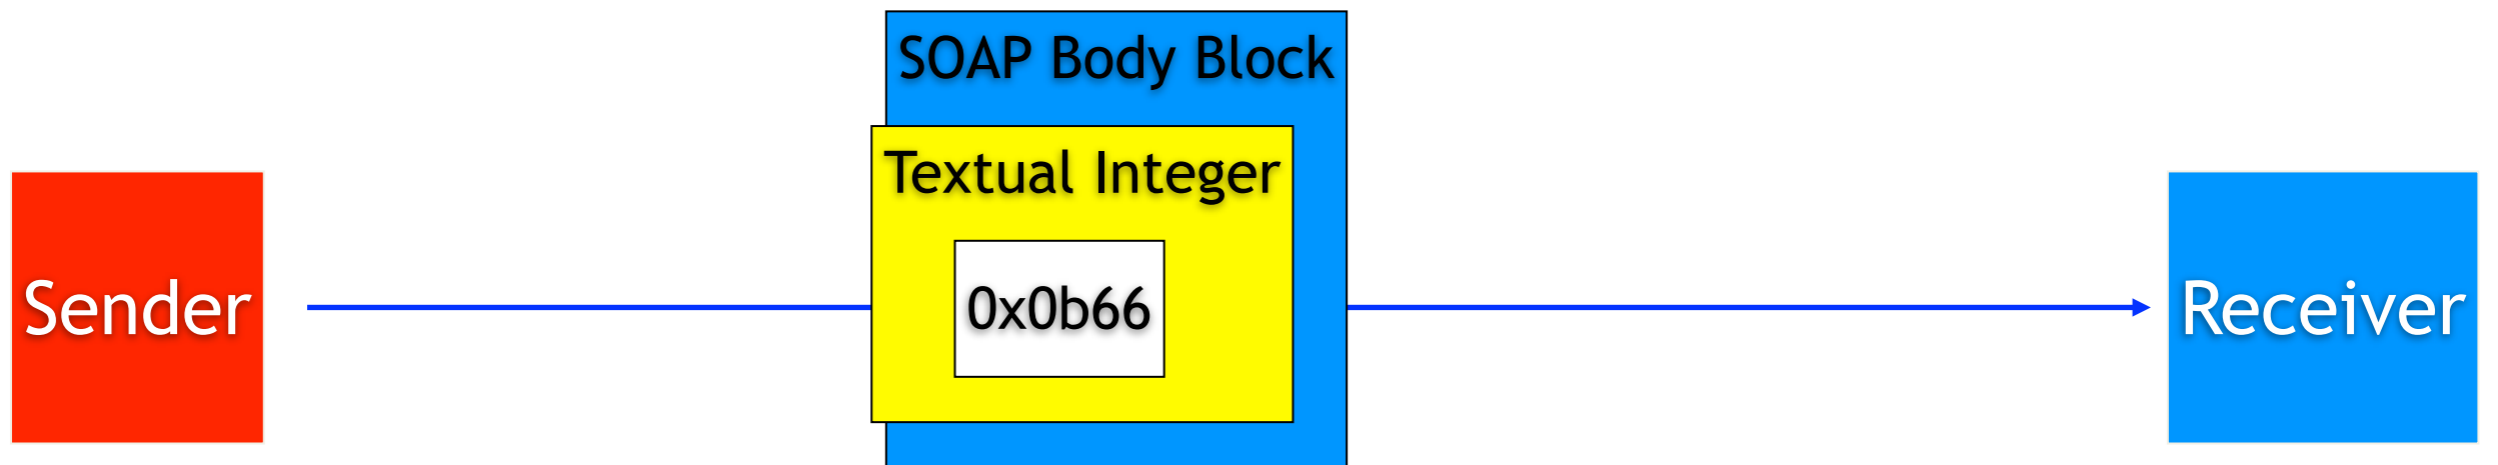 SOAP Body Block
Textual Integer
Sender
0x0b66
Receiver